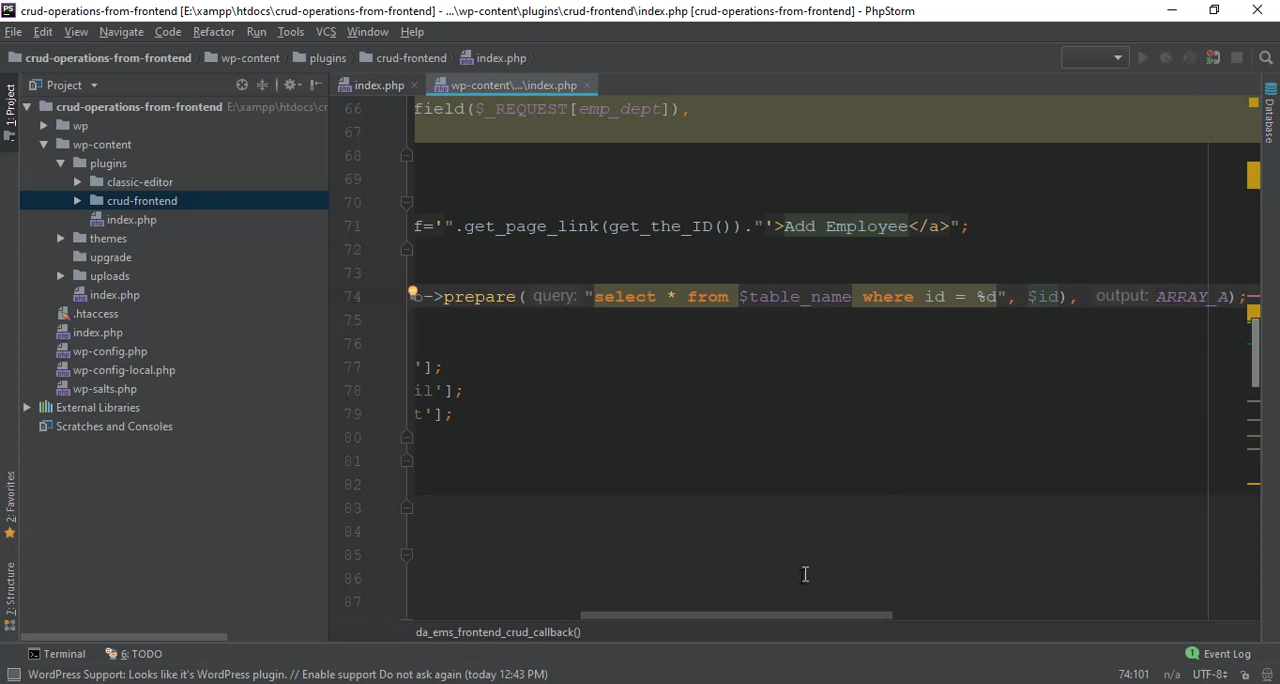 crud-operations-from-frontend [E:\xampp\htdocs\crud-operations-from-frontend] - ...\wp-content\plugins\crud-frontend\index.php [crud-operations-from-frontend] - PhpStorm
File Edit View Navigate Code Refactor Run Tools VCS Window Help
crud-operations-from-frontend wp-content plugins crud-frontend index.php
Project index.php wp-content\...\index.php
1: Project
Database
crud-operations-from-frontend E:\xampp\htdocs\cr
wp
wp-content
plugins
classic-editor
crud-frontend
index.php
themes
upgrade
uploads
index.php
.htaccess
index.php
wp-config.php
wp-config-local.php
wp-salts.php
External Libraries
Scratches and Consoles
2: Favorites
7: Structure
66 field($_REQUEST[emp_dept]),
67
68
69
70
71 f='".get_page_link(get_the_ID())."'>Add Employee</a>";
72
73
74 ->prepare( query: "select * from $table_name where id = %d", $id), output: ARRAY_A);
75
76
77 '];
78 il'];
79 t'];
80
81
82
83
84
85
86
87
da_ems_frontend_crud_callback()
Terminal 6: TODO 1 Event Log
WordPress Support: Looks like it's WordPress plugin. // Enable support Do not ask again (today 12:43 PM) 74:101 n/a UTF-8